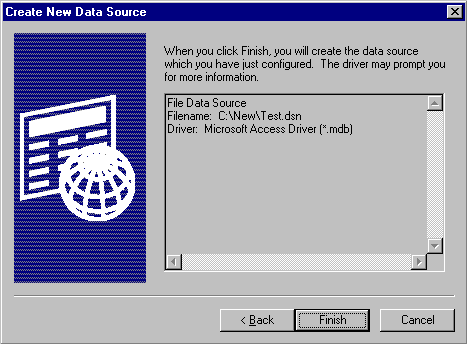 Create New Data Source
When you click Finish, you will create the data source
which you have just configured.  The driver may prompt you
for more information.
File Data Source
Filename:  C:\New\Test.dsn
Driver:  Microsoft Access Driver (*.mdb)
< Back
Finish
Cancel